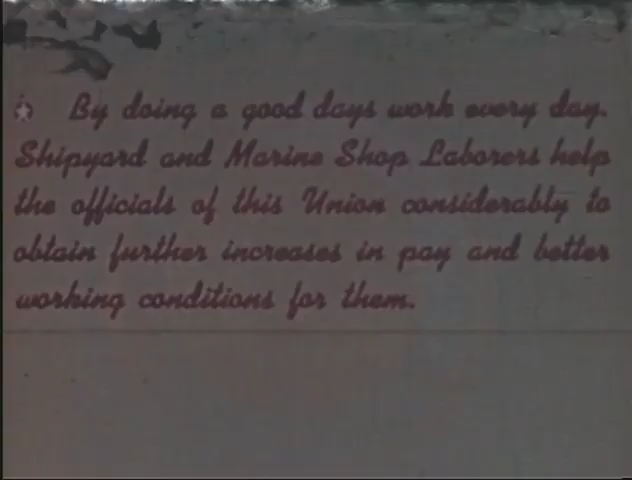 By doing a good days work every day.
Shipyard and Marine Shop Laborers help
the officials of this Union considerably to
obtain further increases in pay and better
working conditions for them.